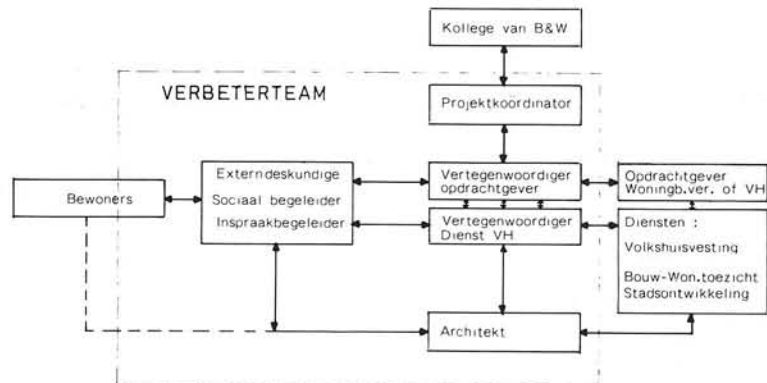 Kollege van B&W
VERBETERTEAM
Projektkoördinator
Externdeskundige
Sociaal begeleider
Inspraakbegeleider
Vertegenwoordiger
opdrachtgever
Opdrachtgever
Woningb.ver. of VH
Bewoners
Vertegenwoordiger
Dienst VH
Diensten :
Volkshuisvesting
Bouw-Won.toezicht
Stadsontwikkeling
Architekt